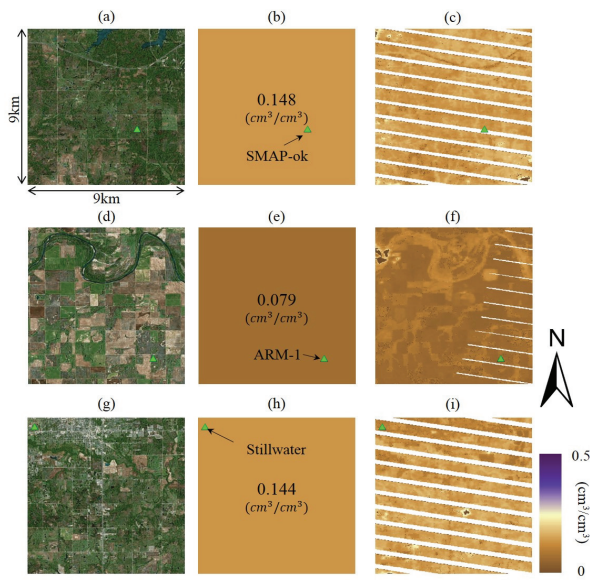 (a) (b) (c)
9km
0.148
(cm³/cm³)
SMAP-ok
9km
(d) (e) (f)
0.079
(cm³/cm³)
ARM-1
N
(g) (h) (i)
Stillwater
0.144
(cm³/cm³)
0.5
(cm³/cm³)
0